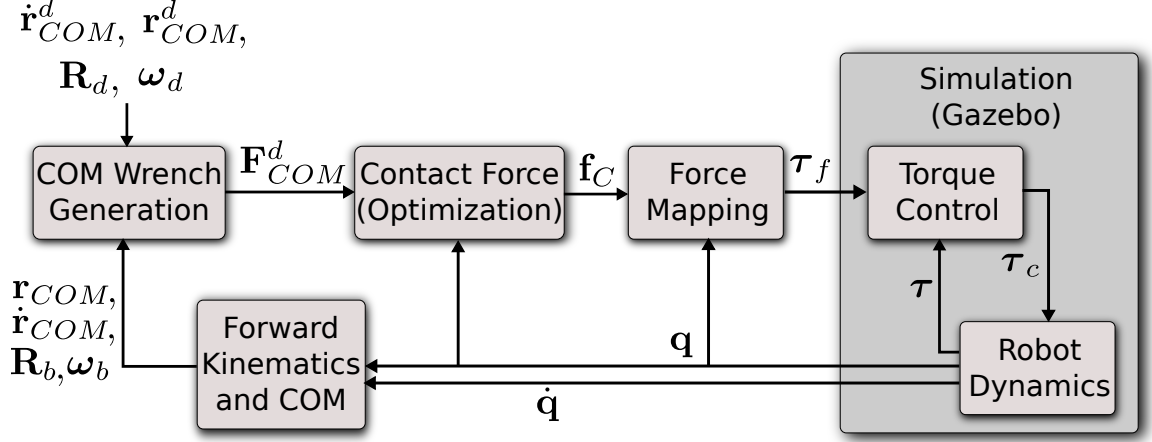 ṙ^d_COM, r^d_COM,
R_d, ω_d
Simulation
(Gazebo)
COM Wrench
Generation
F^d_COM
Contact Force
(Optimization)
f_C
Force
Mapping
τ_f
Torque
Control
τ_c
τ
r_COM,
ṙ_COM,
R_b,ω_b
Forward
Kinematics
and COM
q
q̇
Robot
Dynamics